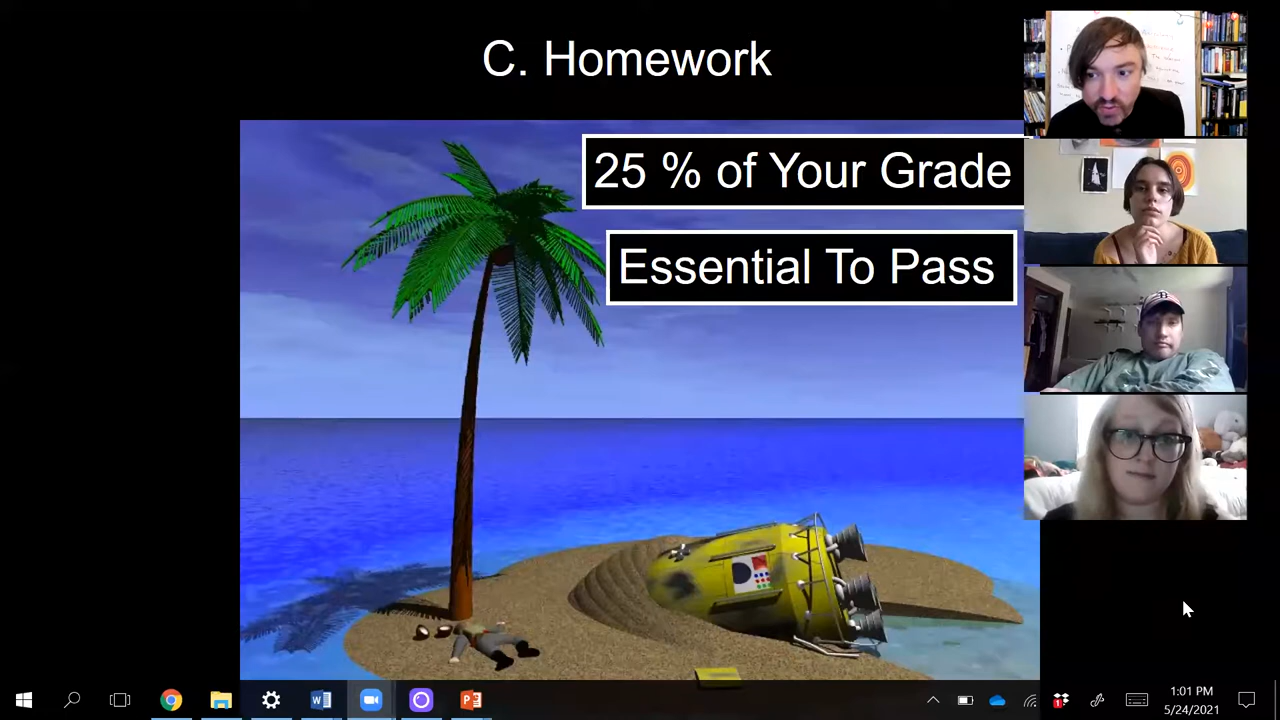 C. Homework
25 % of Your Grade
Essential To Pass
1:01 PM
5/24/2021